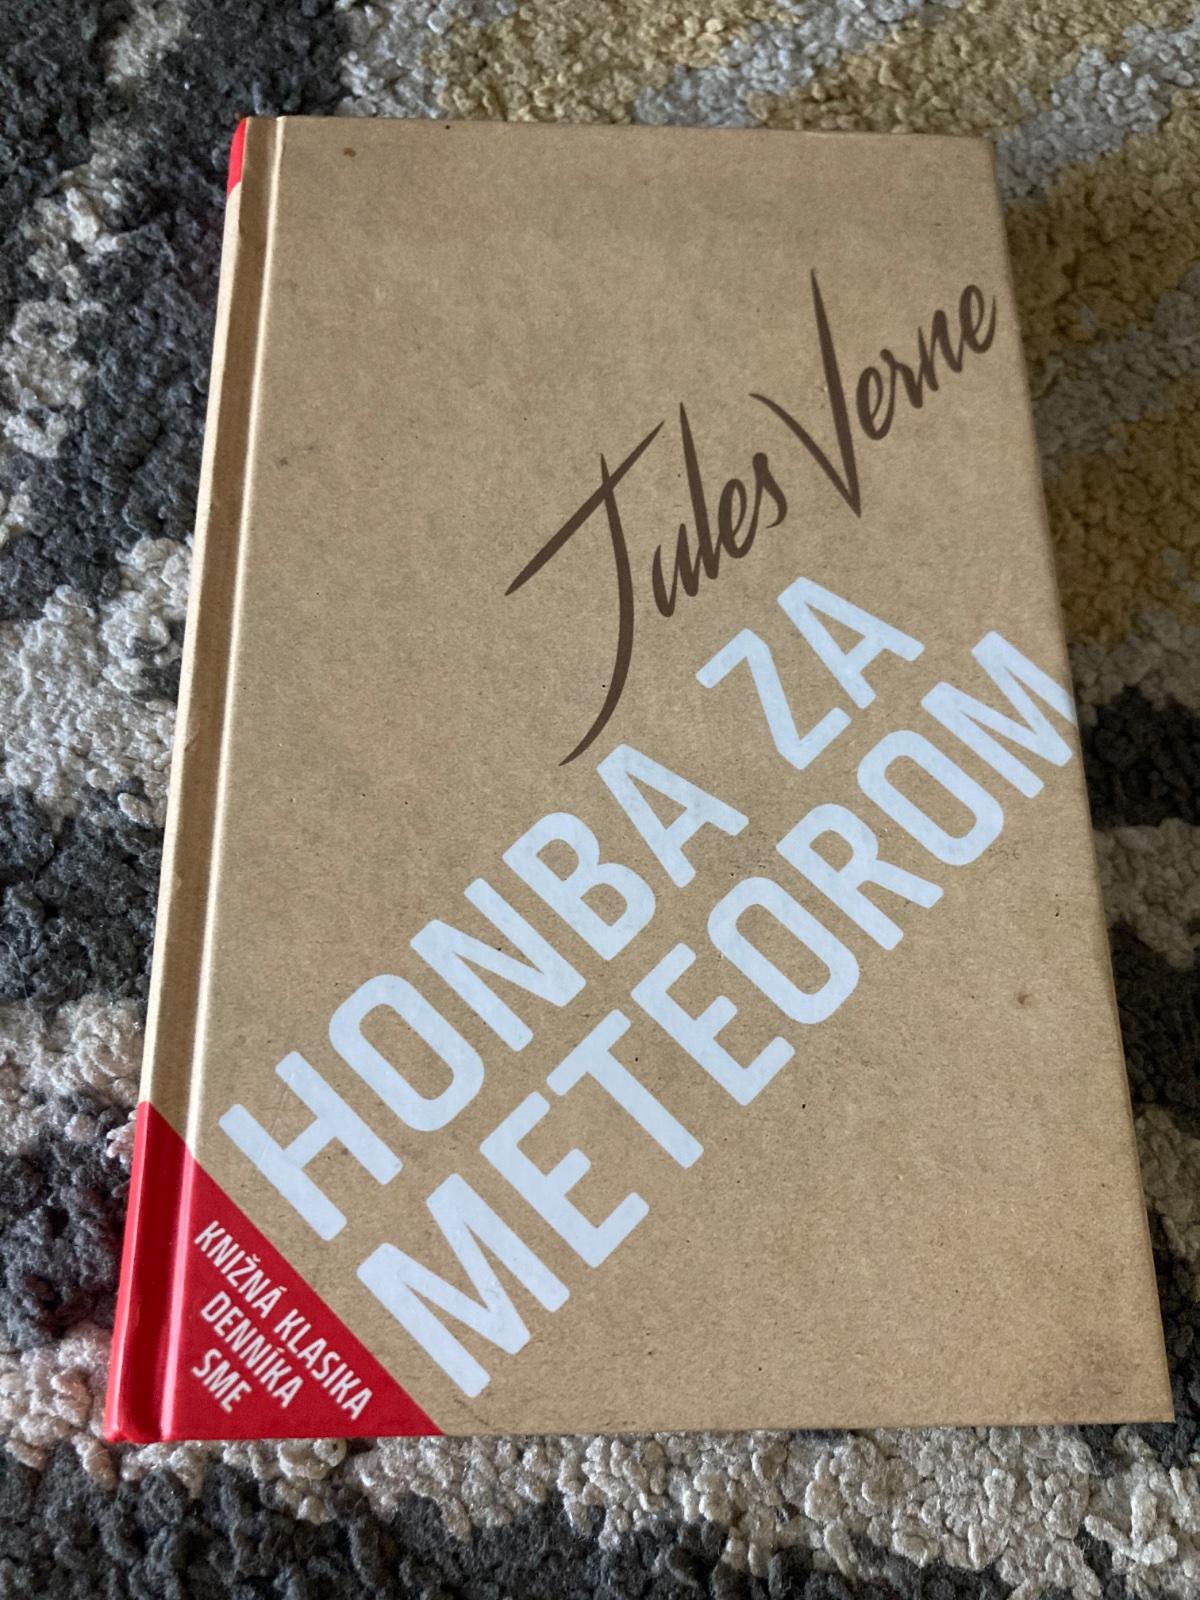 Jules Verne
HONBA ZA
METEOROM
KNIŽNÁ KLASIKA
DENNÍKA
SME